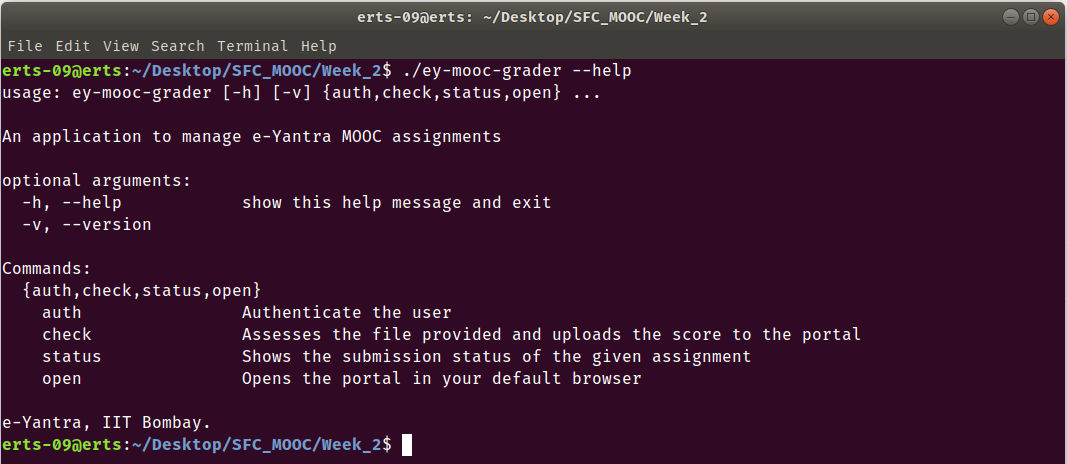 erts-09@erts: ~/Desktop/SFC_MOOC/Week_2
File Edit View Search Terminal Help
erts-09@erts:~/Desktop/SFC_MOOC/Week_2$ ./ey-mooc-grader --help
usage: ey-mooc-grader [-h] [-v] {auth,check,status,open} ...
An application to manage e-Yantra MOOC assignments
optional arguments:
-h, --help show this help message and exit
-v, --version
Commands:
{auth,check,status,open}
auth Authenticate the user
check Assesses the file provided and uploads the score to the portal
status Shows the submission status of the given assignment
open Opens the portal in your default browser
e-Yantra, IIT Bombay.
erts-09@erts:~/Desktop/SFC_MOOC/Week_2$